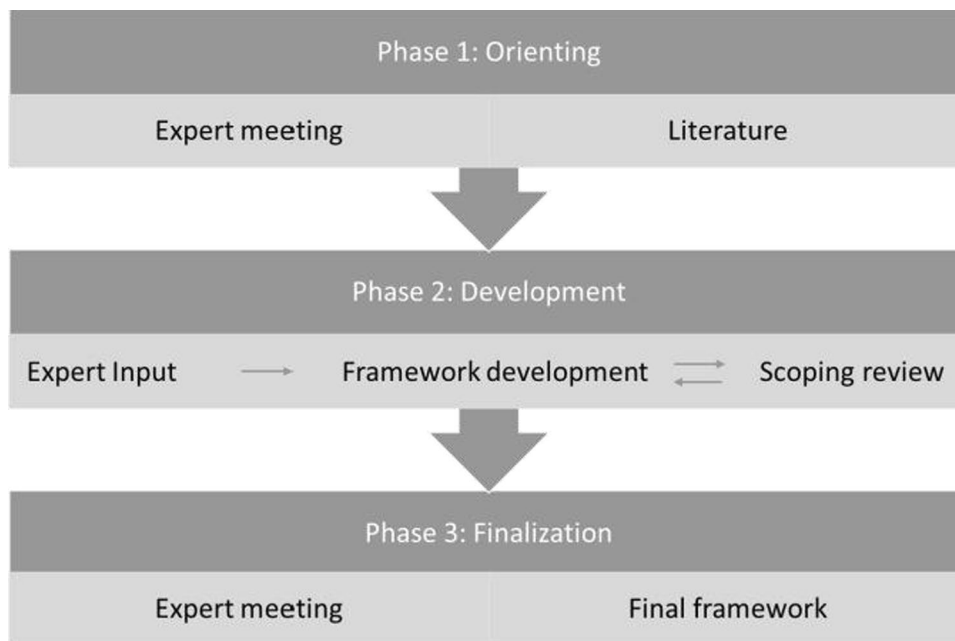 Phase 1: Orienting
Expert meeting Literature
Phase 2: Development
Expert Input Framework development Scoping review
Phase 3: Finalization
Expert meeting Final framework